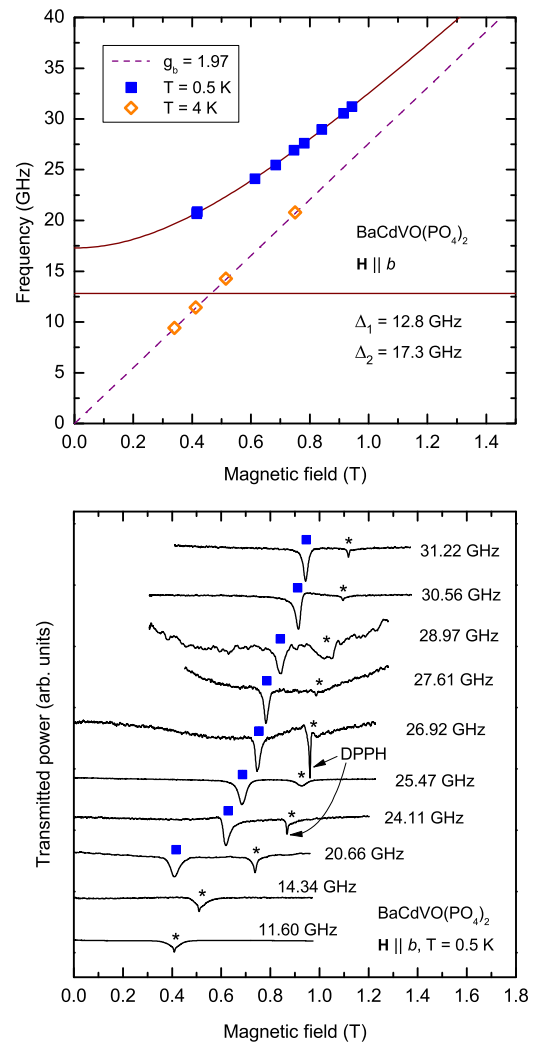 40
35
30
25
20
15
10
5
0
Frequency (GHz)
g_b = 1.97
T = 0.5 K
T = 4 K
BaCdVO(PO₄)₂
H || b
Δ₁ = 12.8 GHz
Δ₂ = 17.3 GHz
0.0 0.2 0.4 0.6 0.8 1.0 1.2 1.4
Magnetic field (T)
Transmitted power (arb. units)
* 31.22 GHz
* 30.56 GHz
* 28.97 GHz
* 27.61 GHz
* 26.92 GHz
DPPH
* 25.47 GHz
* 24.11 GHz
* 20.66 GHz
* 14.34 GHz
* 11.60 GHz
BaCdVO(PO₄)₂
H || b, T = 0.5 K
0.0 0.2 0.4 0.6 0.8 1.0 1.2 1.4 1.6 1.8
Magnetic field (T)